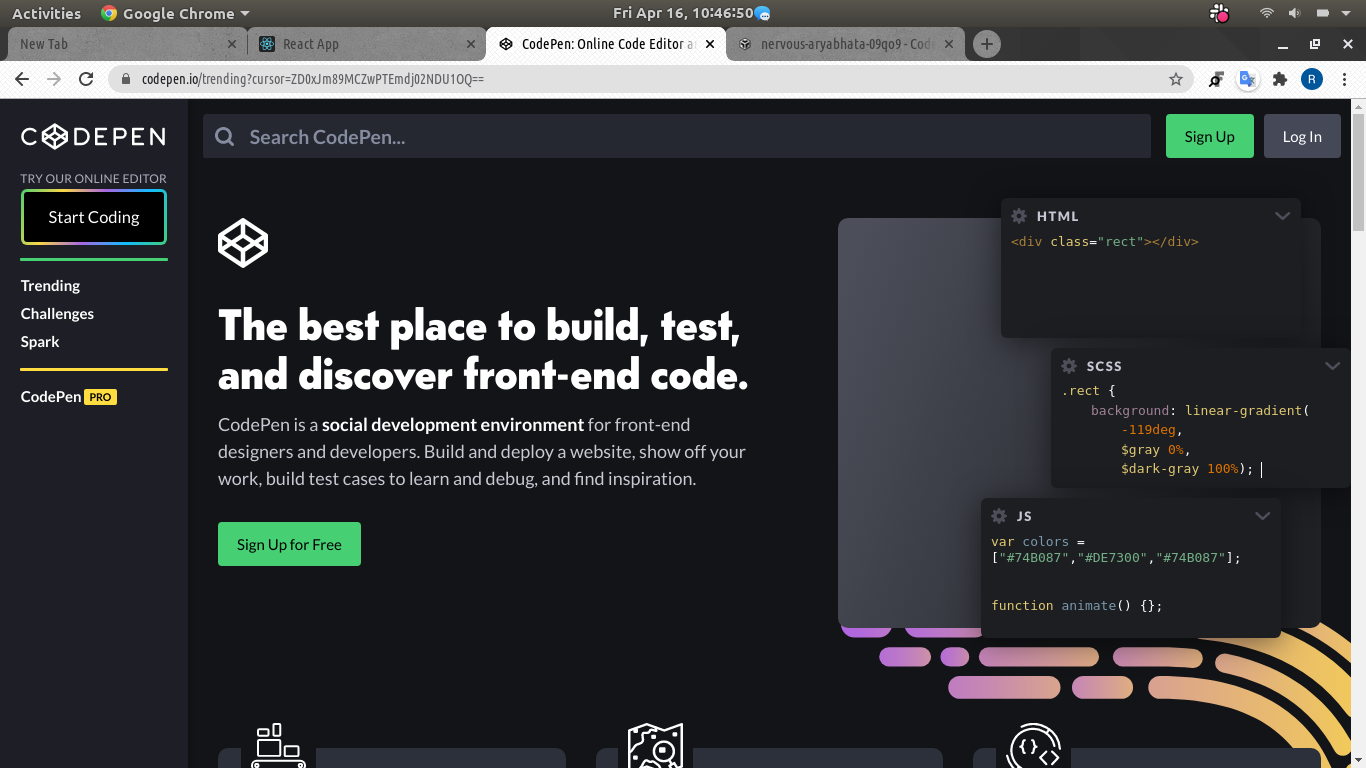 Activities Google Chrome Fri Apr 16, 10:46:50
New Tab React App CodePen: Online Code Editor a nervous-aryabhata-09qo9 - Cod
codepen.io/trending?cursor=ZD0xJm89MCZwPTEmdj02NDU1OQ== R
CODEPEN
Search CodePen...
Sign Up
Log In
TRY OUR ONLINE EDITOR
Start Coding
Trending
Challenges
Spark
CodePen PRO
The best place to build, test,
and discover front-end code.
CodePen is a social development environment for front-end
designers and developers. Build and deploy a website, show off your
work, build test cases to learn and debug, and find inspiration.
Sign Up for Free
HTML
<div class="rect"></div>
SCSS
.rect {
background: linear-gradient(
-119deg,
$gray 0%,
$dark-gray 100%);
JS
var colors =
["#74B087","#DE7300","#74B087"];
function animate() {};
{} <>